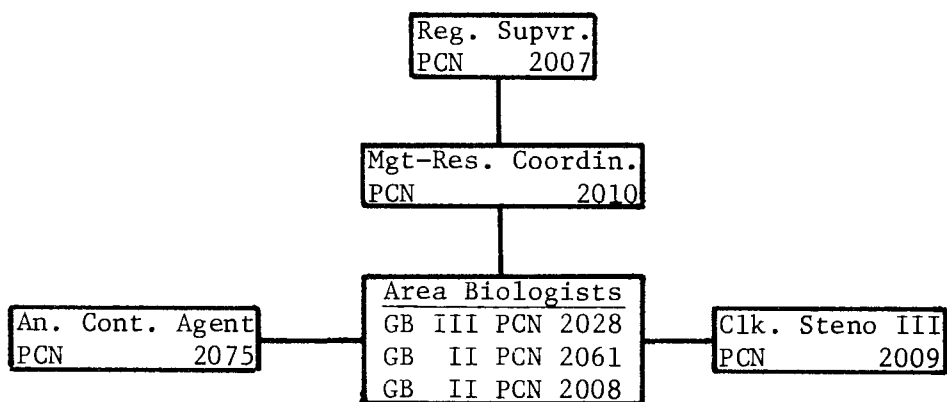 Reg. Supvr.
PCN 2007
Mgt-Res. Coordin.
PCN 2010
An. Cont. Agent
PCN 2075
Area Biologists
GB III PCN 2028
GB II PCN 2061
GB II PCN 2008
Clk. Steno III
PCN 2009